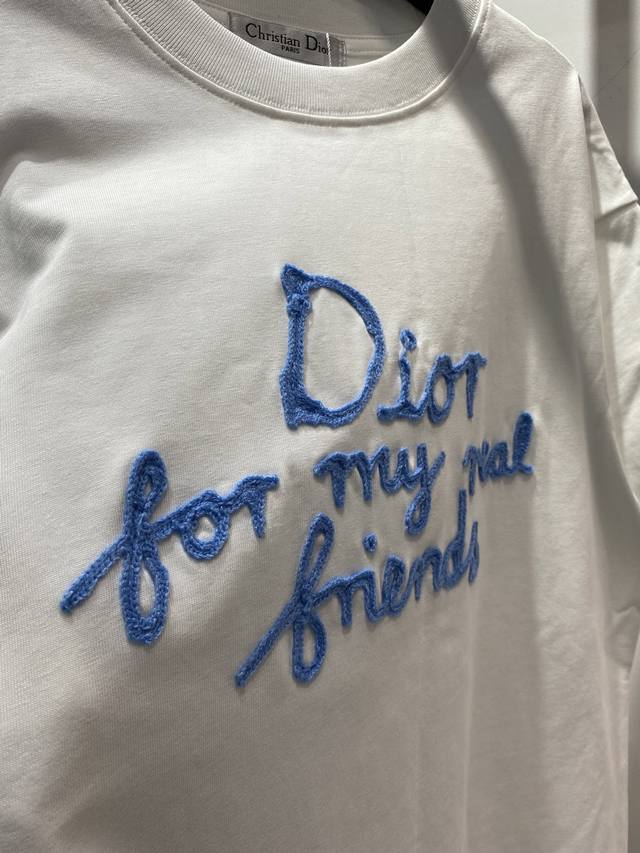 Christian Dior
PARIS
Dior
for my real
friends